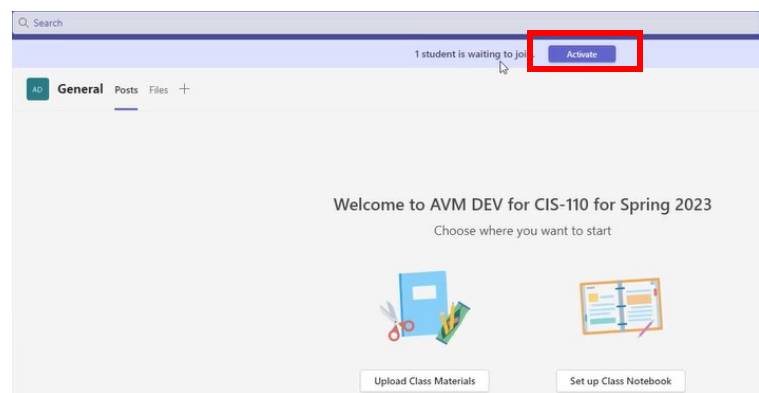 Search
1 student is waiting to joi
Activate
AD General Posts Files
Welcome to AVM DEV for CIS-110 for Spring 2023
Choose where you want to start
Upload Class Materials
Set up Class Notebook